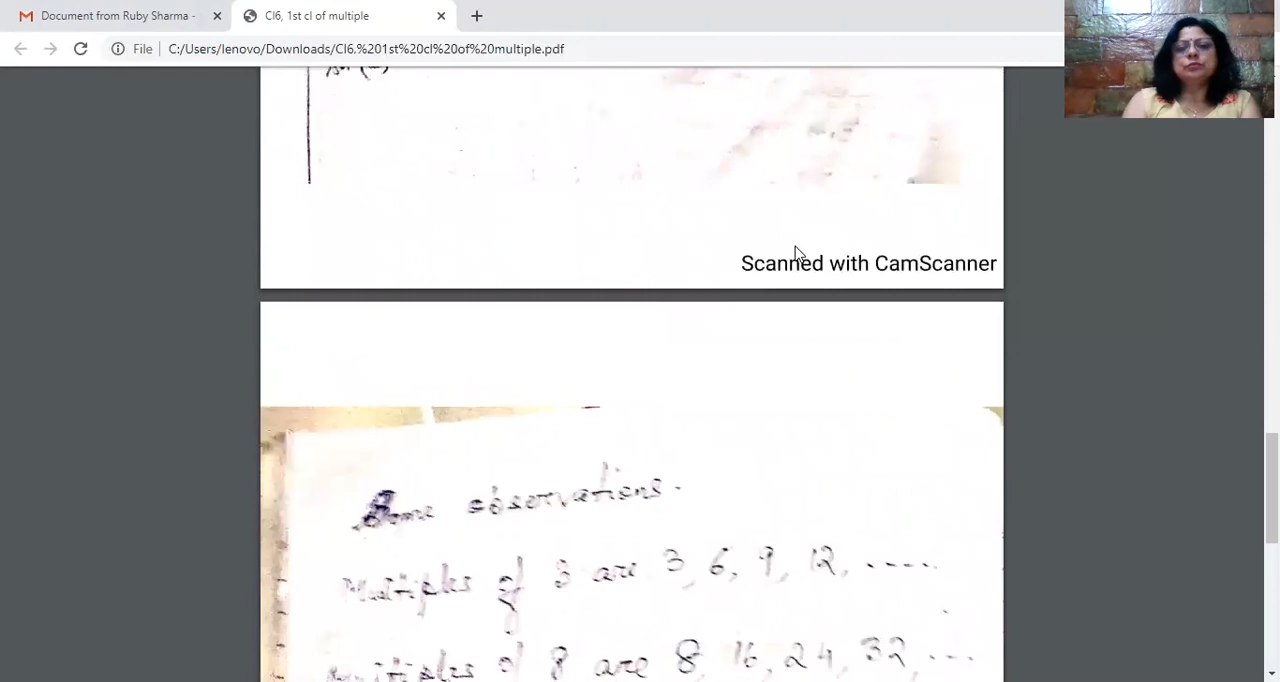 Document from Ruby Sharma -
Cl6, 1st cl of multiple
File
C:/Users/lenovo/Downloads/Cl6.%201st%20cl%20of%20multiple.pdf
Scanned with CamScanner
Some observations.
Multiples of 3 are 3, 6, 9, 12, .....
Multiples of 8 are 8, 16, 24, 32, ...